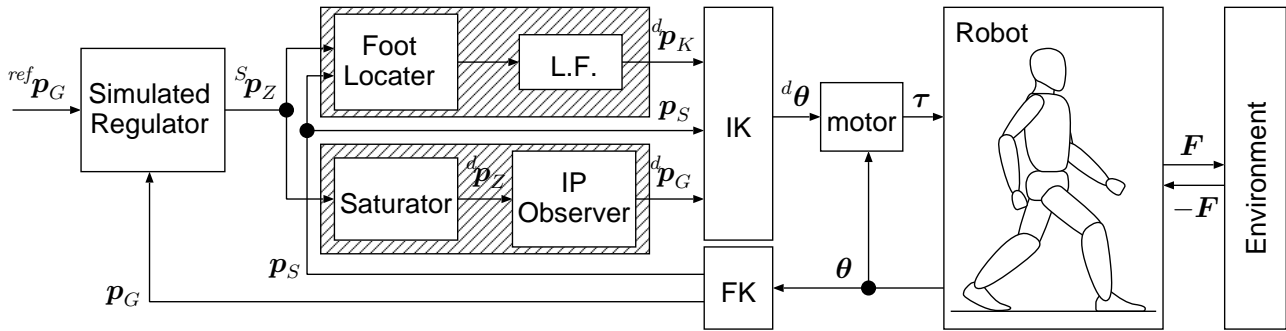 ref p_G
Simulated
Regulator
S p_Z
Foot
Locater
L.F.
d p_K
p_S
Saturator
d p_Z
IP
Observer
d p_G
IK
d θ
motor
τ
Robot
F
−F
Environment
p_S
p_G
FK
θ